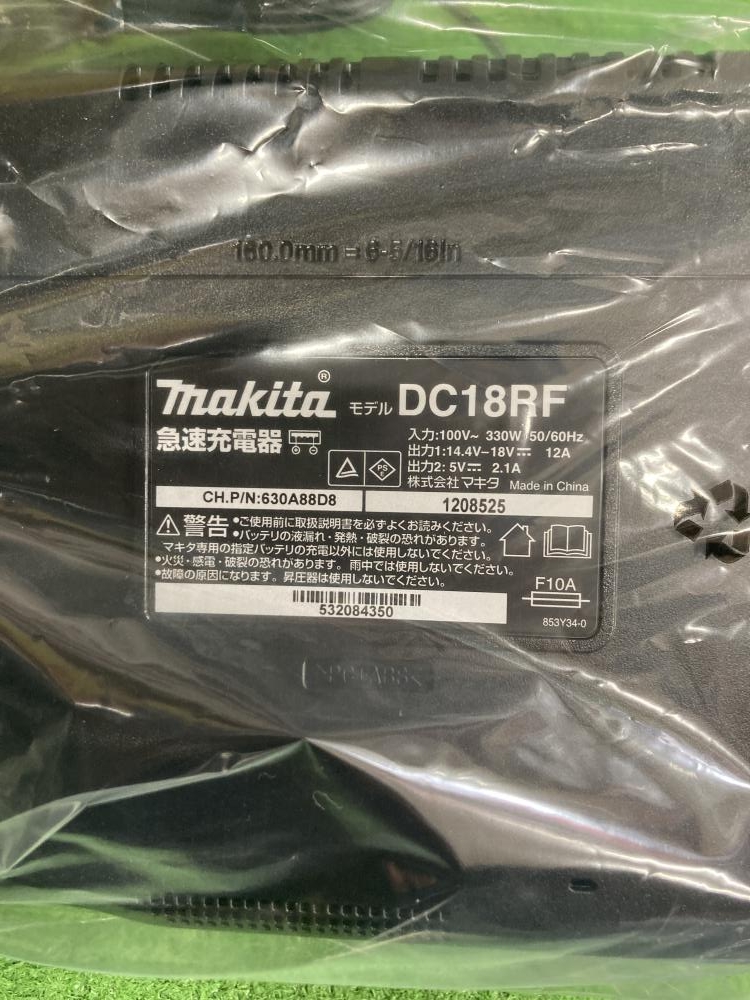 160.0mm = 6-5/16in
makita® モデル DC18RF
急速充電器
入力:100V~ 330W 50/60Hz
出力1:14.4V-18V⎓ 12A
出力2: 5V⎓ 2.1A
株式会社マキタ Made in China
PS
E
CH.P/N:630A88D8
1208525
警告 •ご使用前に取扱説明書を必ずよくお読みください。
•バッテリの液漏れ・発熱・破裂の恐れがあります。
マキタ専用の指定バッテリの充電以外には使用しないでください。
•火災・感電・破裂の恐れがあります。雨中では使用しないでください。
•故障の原因になります。昇圧器は使用しないでください。
F10A
532084350
853Y34-0